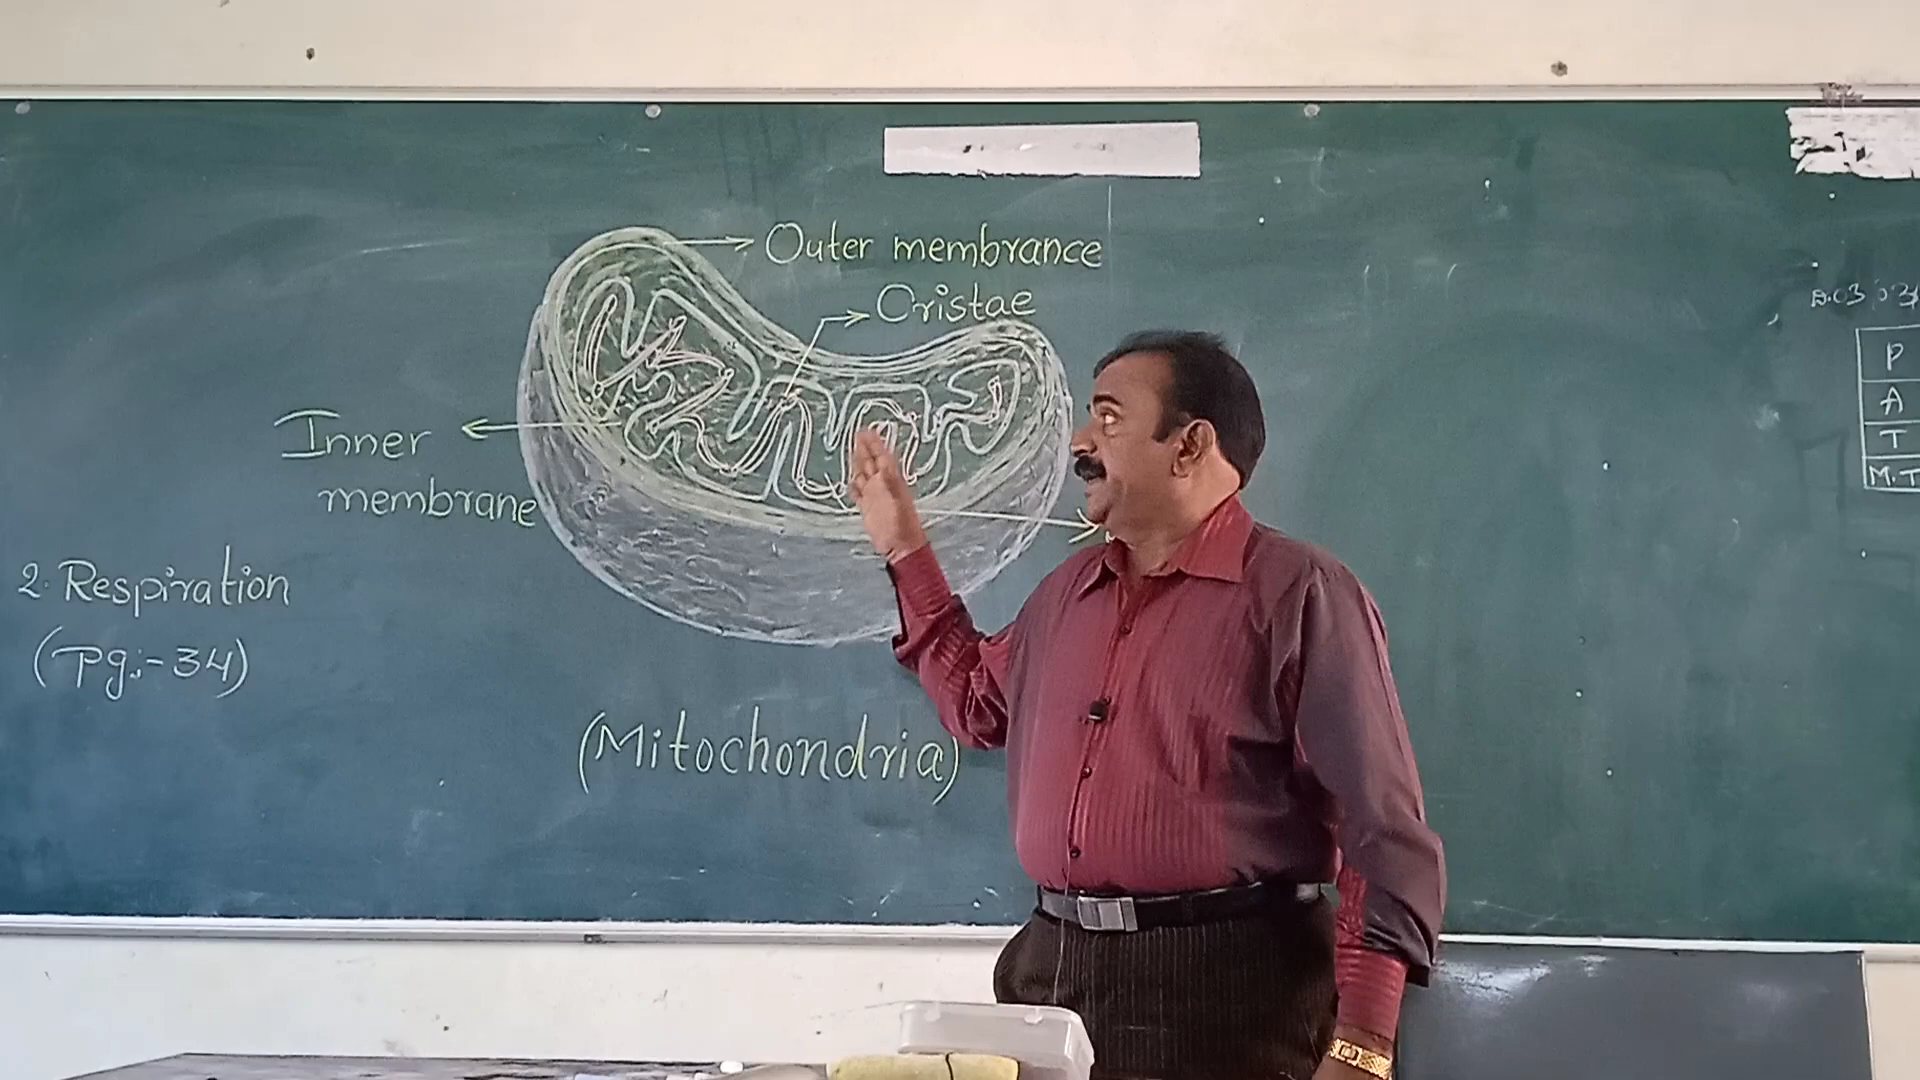 Outer membrance
Cristae
Inner
membrane
2. Respiration
(Pg:-34)
(Mitochondria)
P
A
T
M.T